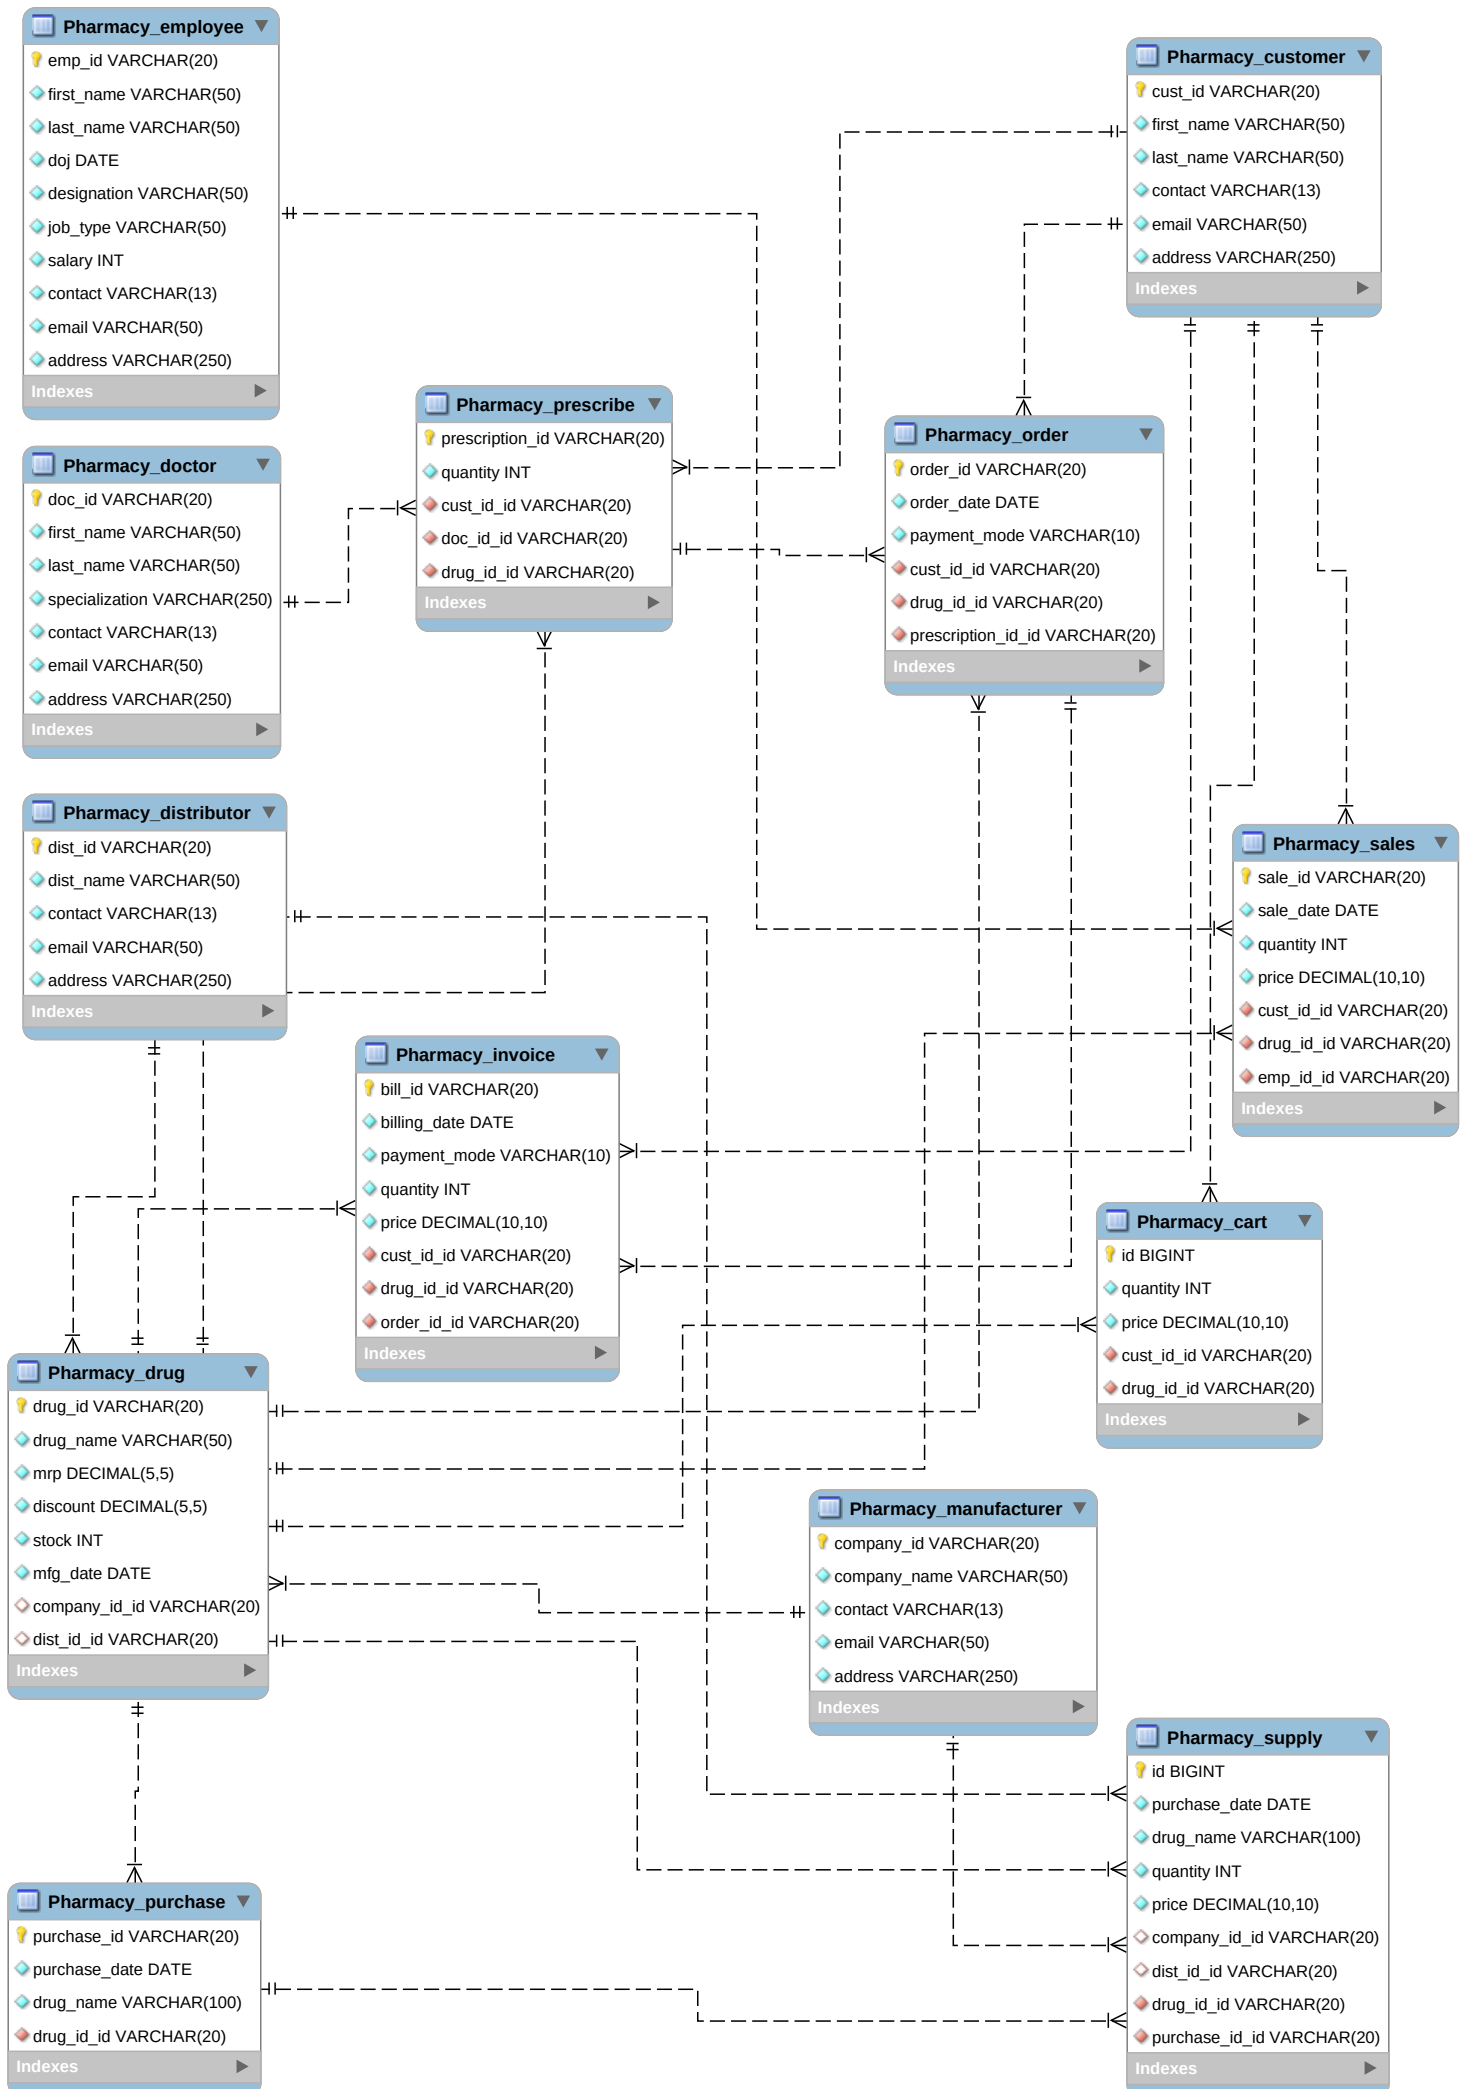 Pharmacy_employee
emp_id VARCHAR(20)
first_name VARCHAR(50)
last_name VARCHAR(50)
doj DATE
designation VARCHAR(50)
job_type VARCHAR(50)
salary INT
contact VARCHAR(13)
email VARCHAR(50)
address VARCHAR(250)
Indexes
Pharmacy_customer
cust_id VARCHAR(20)
first_name VARCHAR(50)
last_name VARCHAR(50)
contact VARCHAR(13)
email VARCHAR(50)
address VARCHAR(250)
Indexes
Pharmacy_prescribe
prescription_id VARCHAR(20)
quantity INT
cust_id_id VARCHAR(20)
doc_id_id VARCHAR(20)
drug_id_id VARCHAR(20)
Indexes
Pharmacy_order
order_id VARCHAR(20)
order_date DATE
payment_mode VARCHAR(10)
cust_id_id VARCHAR(20)
drug_id_id VARCHAR(20)
prescription_id_id VARCHAR(20)
Indexes
Pharmacy_doctor
doc_id VARCHAR(20)
first_name VARCHAR(50)
last_name VARCHAR(50)
specialization VARCHAR(250)
contact VARCHAR(13)
email VARCHAR(50)
address VARCHAR(250)
Indexes
Pharmacy_distributor
dist_id VARCHAR(20)
dist_name VARCHAR(50)
contact VARCHAR(13)
email VARCHAR(50)
address VARCHAR(250)
Indexes
Pharmacy_sales
sale_id VARCHAR(20)
sale_date DATE
quantity INT
price DECIMAL(10,10)
cust_id_id VARCHAR(20)
drug_id_id VARCHAR(20)
emp_id_id VARCHAR(20)
Indexes
Pharmacy_invoice
bill_id VARCHAR(20)
billing_date DATE
payment_mode VARCHAR(10)
quantity INT
price DECIMAL(10,10)
cust_id_id VARCHAR(20)
drug_id_id VARCHAR(20)
order_id_id VARCHAR(20)
Indexes
Pharmacy_cart
id BIGINT
quantity INT
price DECIMAL(10,10)
cust_id_id VARCHAR(20)
drug_id_id VARCHAR(20)
Indexes
Pharmacy_drug
drug_id VARCHAR(20)
drug_name VARCHAR(50)
mrp DECIMAL(5,5)
discount DECIMAL(5,5)
stock INT
mfg_date DATE
company_id_id VARCHAR(20)
dist_id_id VARCHAR(20)
Indexes
Pharmacy_manufacturer
company_id VARCHAR(20)
company_name VARCHAR(50)
contact VARCHAR(13)
email VARCHAR(50)
address VARCHAR(250)
Indexes
Pharmacy_supply
id BIGINT
purchase_date DATE
drug_name VARCHAR(100)
quantity INT
price DECIMAL(10,10)
company_id_id VARCHAR(20)
dist_id_id VARCHAR(20)
drug_id_id VARCHAR(20)
purchase_id_id VARCHAR(20)
Indexes
Pharmacy_purchase
purchase_id VARCHAR(20)
purchase_date DATE
drug_name VARCHAR(100)
drug_id_id VARCHAR(20)
Indexes